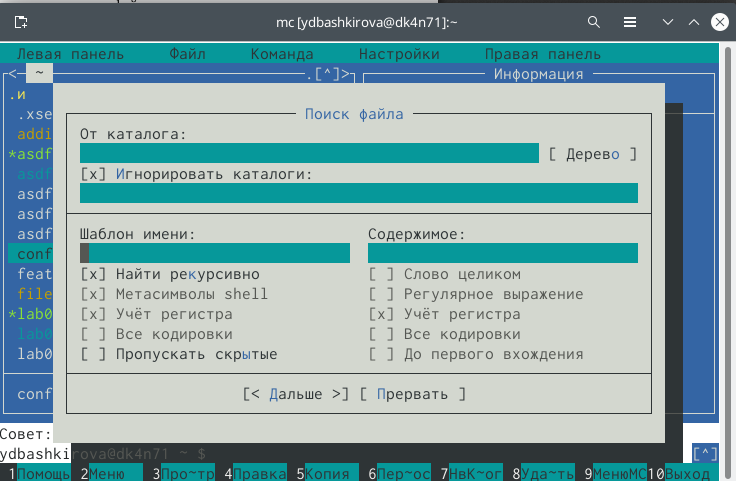 mc [ydbashkirova@dk4n71]:~
Левая панель Файл Команда Настройки Правая панель
<─ ~ .[^]> Информация
.и
.xse
addi
*asdf
asdf
asdf
asdf
asdf
conf
feat
file
*lab0
lab0
lab0
conf
Поиск файла
От каталога:
[ Дерево ]
[x] Игнорировать каталоги:
Шаблон имени: Содержимое:
[x] Найти рекурсивно [ ] Слово целиком
[x] Метасимволы shell [ ] Регулярное выражение
[x] Учёт регистра [x] Учёт регистра
[ ] Все кодировки [ ] Все кодировки
[ ] Пропускать скрытые [ ] До первого вхождения
[< Дальше >] [ Прервать ]
Совет:
ydbashkirova@dk4n71 ~ $ [^]
1Помощь 2Меню 3Про~тр 4Правка 5Копия 6Пер~ос 7НвК~ог 8Уда~ть 9МенюMC 10Выход